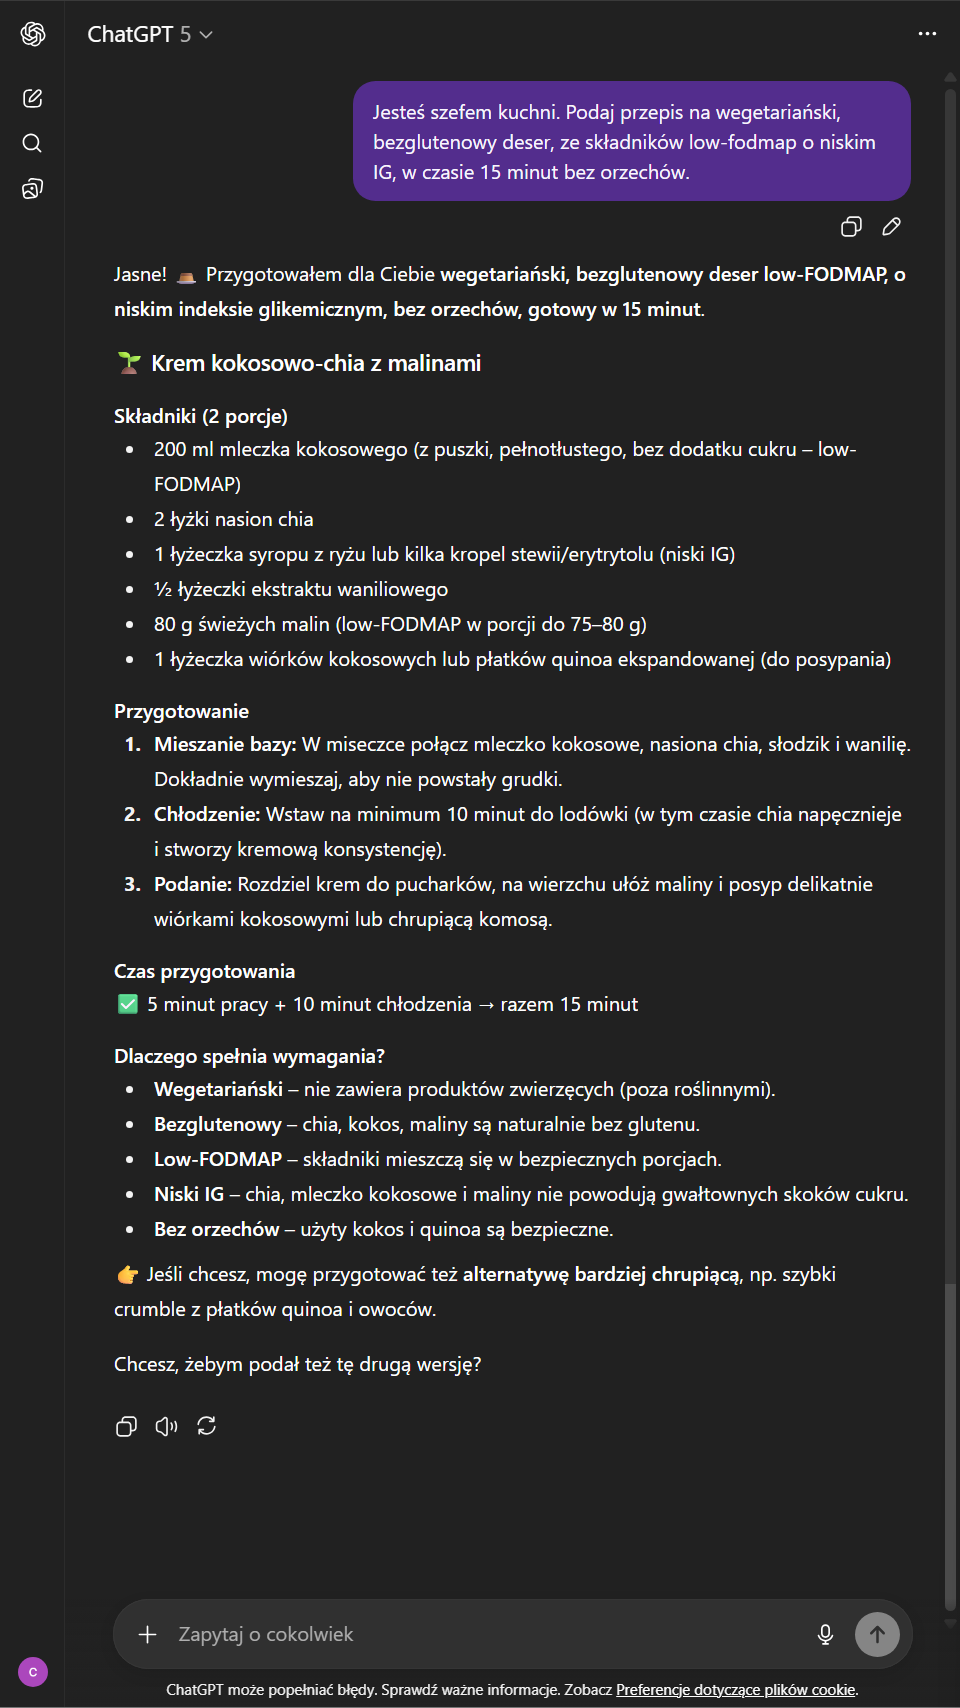 ChatGPT 5
Jesteś szefem kuchni. Podaj przepis na wegetariański,
bezglutenowy deser, ze składników low-fodmap o niskim
IG, w czasie 15 minut bez orzechów.
Jasne! 🍮 Przygotowałem dla Ciebie wegetariański, bezglutenowy deser low-FODMAP, o
niskim indeksie glikemicznym, bez orzechów, gotowy w 15 minut.
🌱 Krem kokosowo-chia z malinami
Składniki (2 porcje)
• 200 ml mleczka kokosowego (z puszki, pełnotłustego, bez dodatku cukru – low-
FODMAP)
• 2 łyżki nasion chia
• 1 łyżeczka syropu z ryżu lub kilka kropel stewii/erytrytolu (niski IG)
• ½ łyżeczki ekstraktu waniliowego
• 80 g świeżych malin (low-FODMAP w porcji do 75–80 g)
• 1 łyżeczka wiórków kokosowych lub płatków quinoa ekspandowanej (do posypania)
Przygotowanie
1. Mieszanie bazy: W miseczce połącz mleczko kokosowe, nasiona chia, słodzik i wanilię.
Dokładnie wymieszaj, aby nie powstały grudki.
2. Chłodzenie: Wstaw na minimum 10 minut do lodówki (w tym czasie chia napęcznieje
i stworzy kremową konsystencję).
3. Podanie: Rozdziel krem do pucharków, na wierzchu ułóż maliny i posyp delikatnie
wiórkami kokosowymi lub chrupiącą komosą.
Czas przygotowania
✅ 5 minut pracy + 10 minut chłodzenia → razem 15 minut
Dlaczego spełnia wymagania?
• Wegetariański – nie zawiera produktów zwierzęcych (poza roślinnymi).
• Bezglutenowy – chia, kokos, maliny są naturalnie bez glutenu.
• Low-FODMAP – składniki mieszczą się w bezpiecznych porcjach.
• Niski IG – chia, mleczko kokosowe i maliny nie powodują gwałtownych skoków cukru.
• Bez orzechów – użyty kokos i quinoa są bezpieczne.
👉 Jeśli chcesz, mogę przygotować też alternatywę bardziej chrupiącą, np. szybki
crumble z płatków quinoa i owoców.
Chcesz, żebym podał też tę drugą wersję?
Zapytaj o cokolwiek
C
ChatGPT może popełniać błędy. Sprawdź ważne informacje. Zobacz Preferencje dotyczące plików cookie.